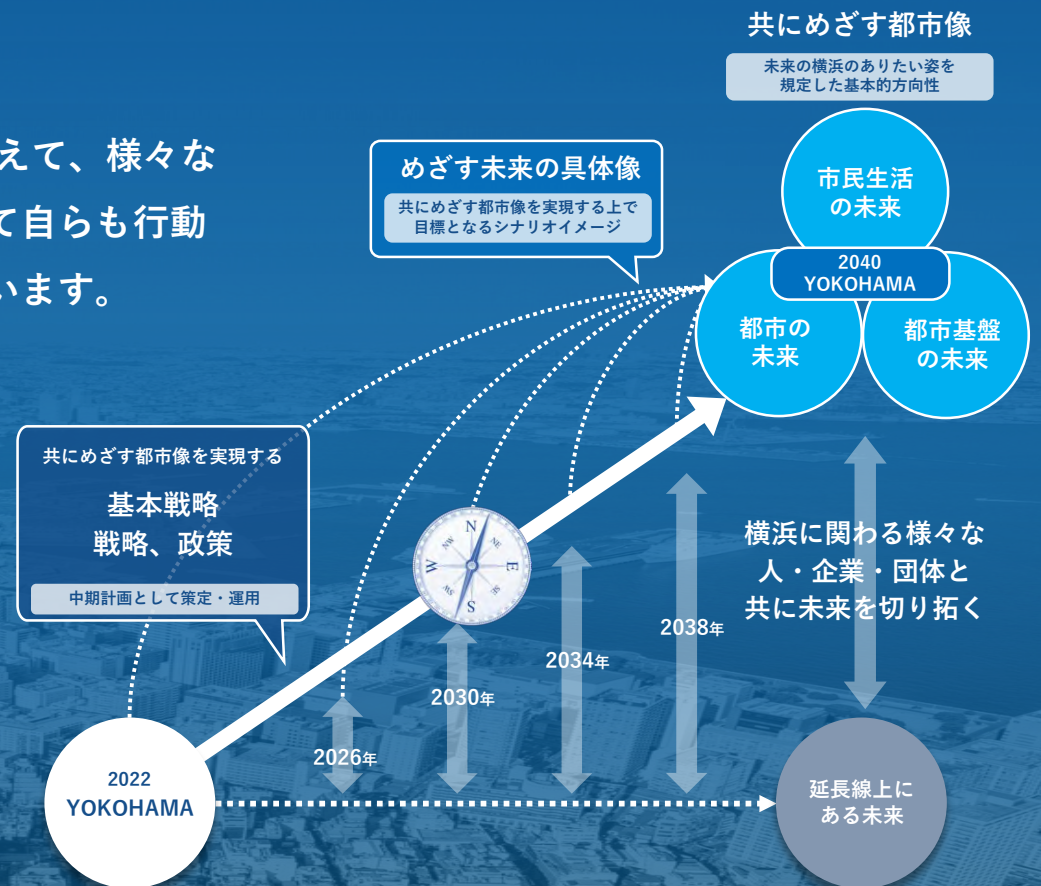 共にめざす都市像
未来の横浜のありたい姿を
規定した基本的方向性
えて、様々な
て自らも行動
います。
めざす未来の具体像
共にめざす都市像を実現する上で
目標となるシナリオイメージ
市民生活
の未来
2040
YOKOHAMA
都市の
未来
都市基盤
の未来
共にめざす都市像を実現する
基本戦略
戦略、政策
中期計画として策定・運用
N
NE
E
SE
S
SW
W
NW
横浜に関わる様々な
人・企業・団体と
共に未来を切り拓く
2038年
2034年
2030年
2026年
2022
YOKOHAMA
延長線上に
ある未来